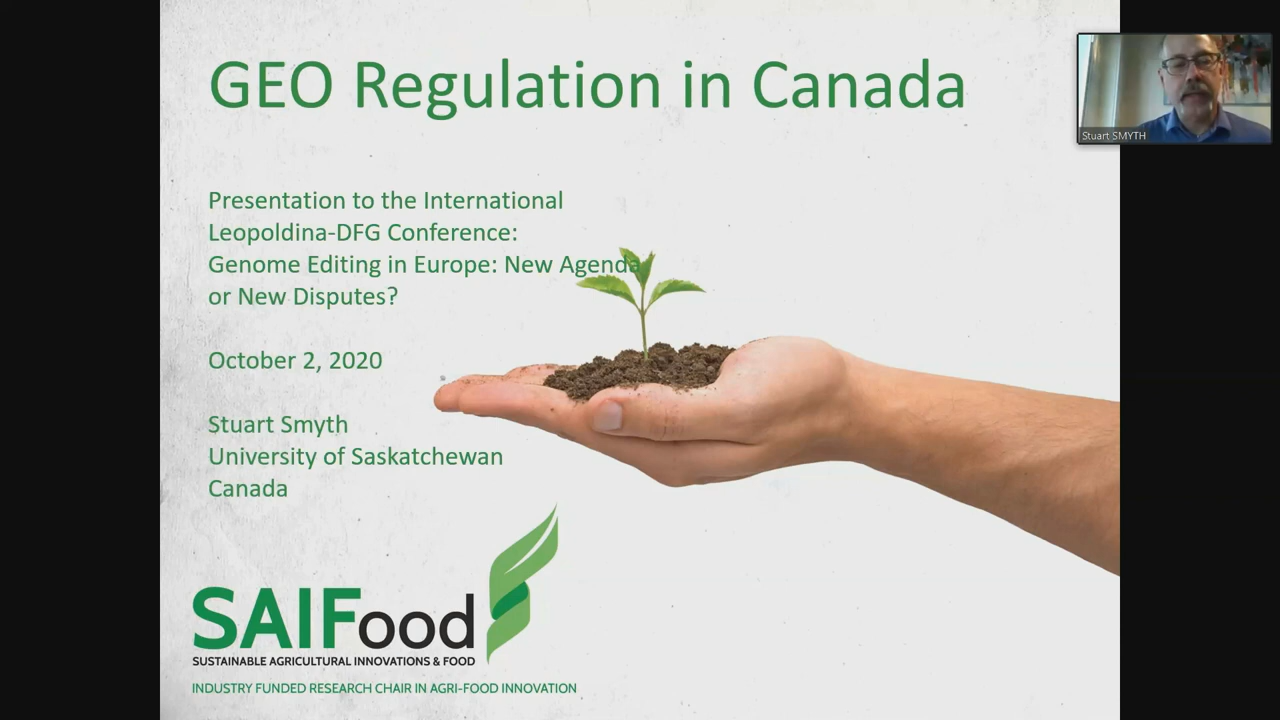 GEO Regulation in Canada
Stuart SMYTH
Presentation to the International
Leopoldina-DFG Conference:
Genome Editing in Europe: New Agenda
or New Disputes?
October 2, 2020
Stuart Smyth
University of Saskatchewan
Canada
SAIFood
SUSTAINABLE AGRICULTURAL INNOVATIONS & FOOD
INDUSTRY FUNDED RESEARCH CHAIR IN AGRI-FOOD INNOVATION